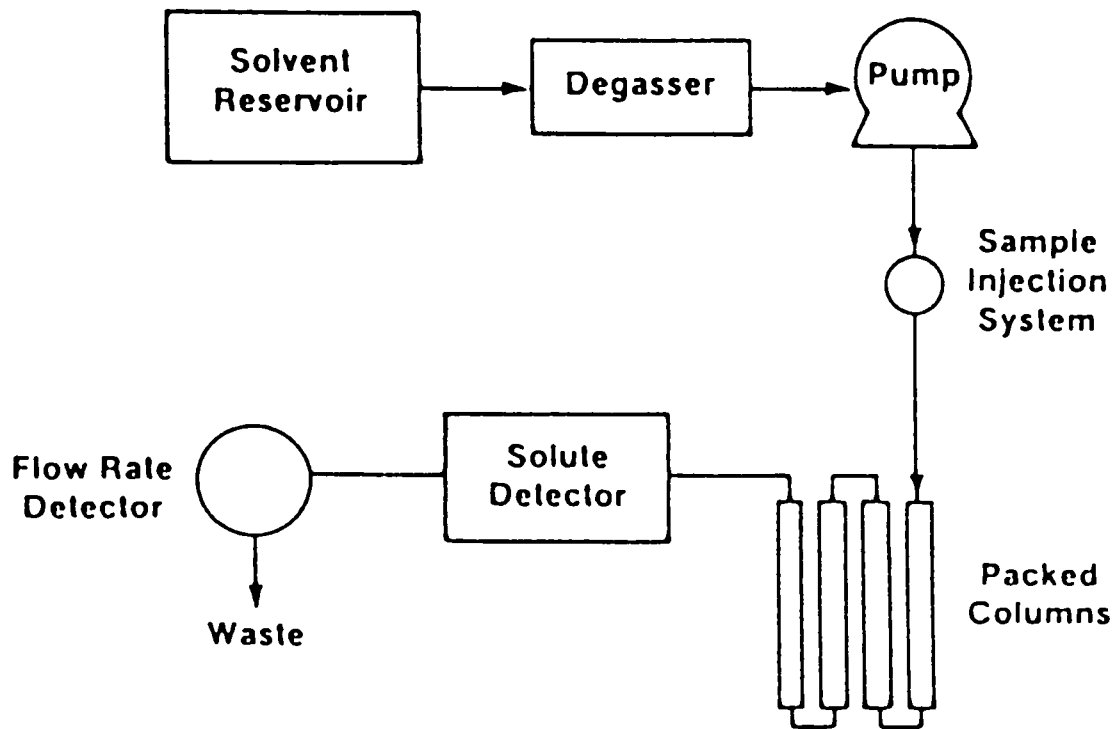 Solvent
Reservoir
Degasser
Pump
Sample
Injection
System
Flow Rate
Detector
Solute
Detector
Packed
Columns
Waste